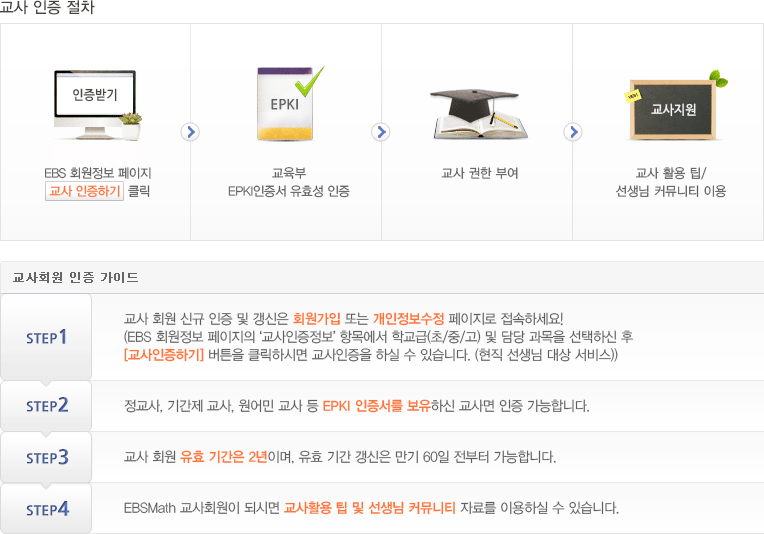 교사 인증 절차
인증받기
EBS 회원정보 페이지
교사 인증하기 클릭
EPKI
교육부
EPKI인증서 유효성 인증
교사 권한 부여
교사지원
교사 활용 팁/
선생님 커뮤니티 이용
교사회원 인증 가이드
STEP1
교사 회원 신규 인증 및 갱신은 회원가입 또는 개인정보수정 페이지로 접속하세요!
(EBS 회원정보 페이지의 '교사인증정보' 항목에서 학교급(초/중/고) 및 담당 과목을 선택하신 후
[교사인증하기] 버튼을 클릭하시면 교사인증을 하실 수 있습니다. (현직 선생님 대상 서비스))
STEP2
정교사, 기간제 교사, 원어민 교사 등 EPKI 인증서를 보유하신 교사면 인증 가능합니다.
STEP3
교사 회원 유효 기간은 2년이며, 유효 기간 갱신은 만기 60일 전부터 가능합니다.
STEP4
EBSMath 교사회원이 되시면 교사활용 팁 및 선생님 커뮤니티 자료를 이용하실 수 있습니다.